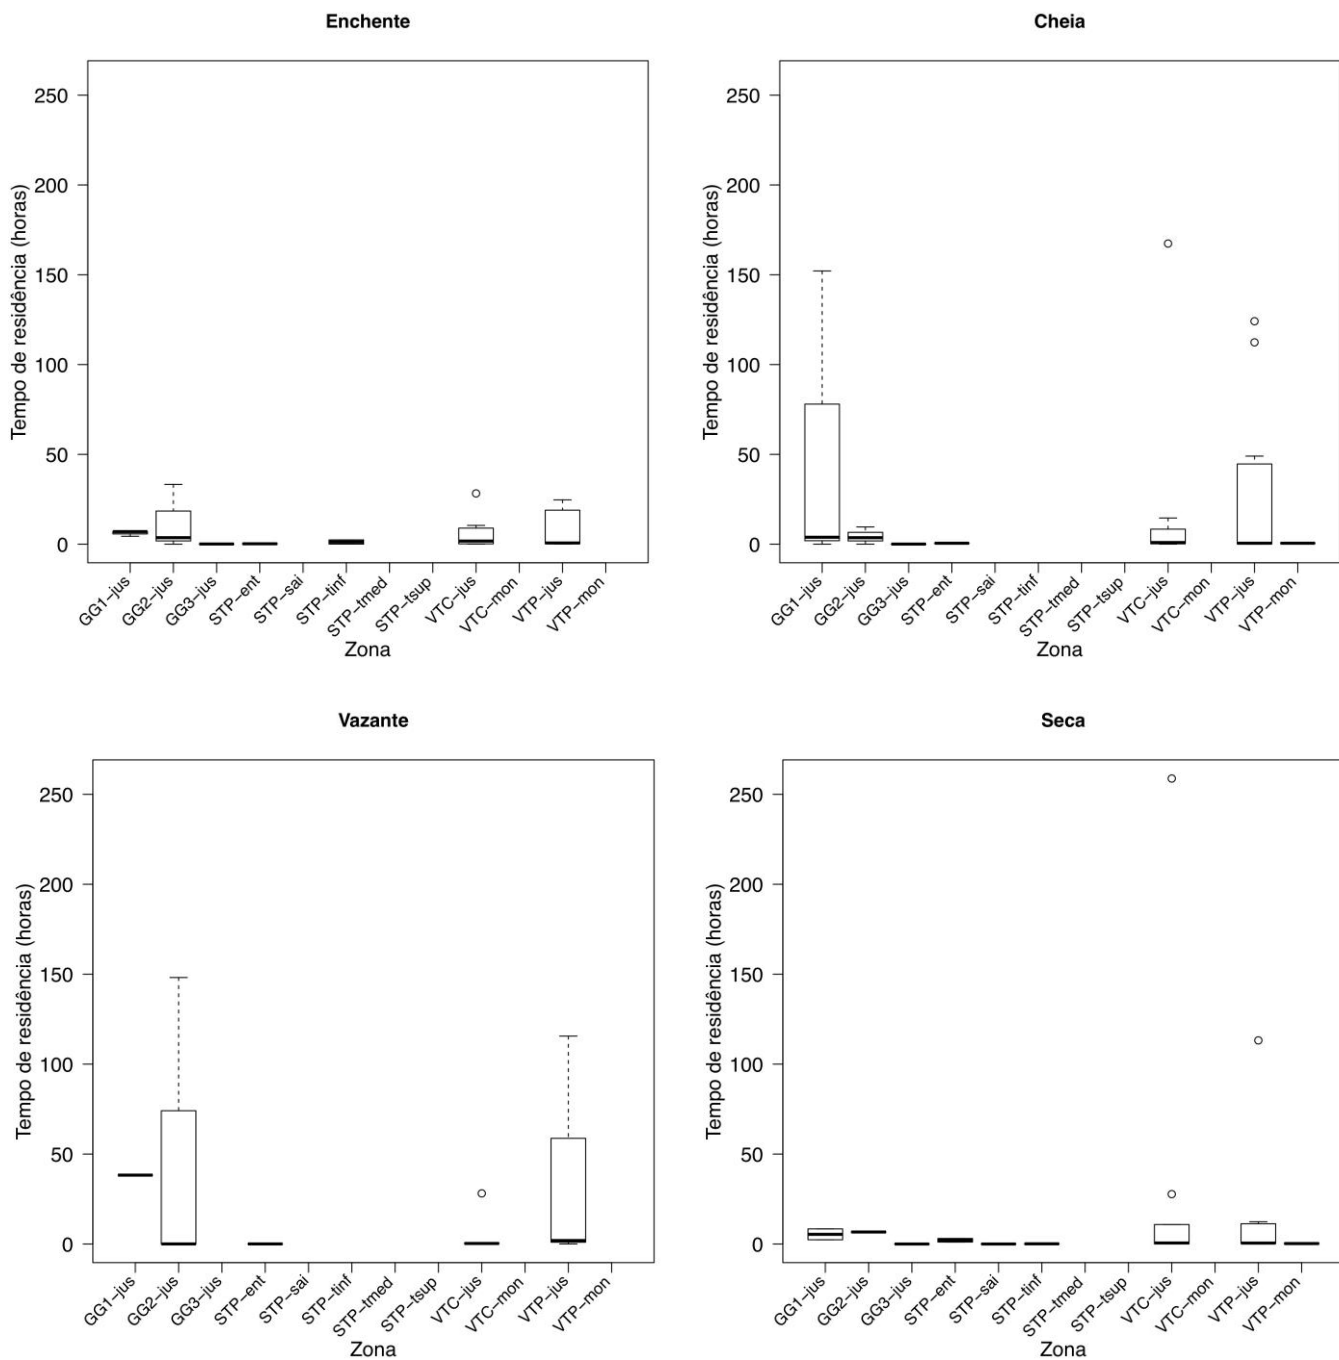 Enchente
Tempo de residência (horas)
250
200
150
100
50
0
GG1-jus
GG2-jus
GG3-jus
STP-ent
STP-sai
STP-tinf
STP-tmed
STP-tsup
VTC-jus
VTC-mon
VTP-jus
VTP-mon
Zona
Cheia
Tempo de residência (horas)
250
200
150
100
50
0
GG1-jus
GG2-jus
GG3-jus
STP-ent
STP-sai
STP-tinf
STP-tmed
STP-tsup
VTC-jus
VTC-mon
VTP-jus
VTP-mon
Zona
Vazante
Tempo de residência (horas)
250
200
150
100
50
0
GG1-jus
GG2-jus
GG3-jus
STP-ent
STP-sai
STP-tinf
STP-tmed
STP-tsup
VTC-jus
VTC-mon
VTP-jus
VTP-mon
Zona
Seca
Tempo de residência (horas)
250
200
150
100
50
0
GG1-jus
GG2-jus
GG3-jus
STP-ent
STP-sai
STP-tinf
STP-tmed
STP-tsup
VTC-jus
VTC-mon
VTP-jus
VTP-mon
Zona